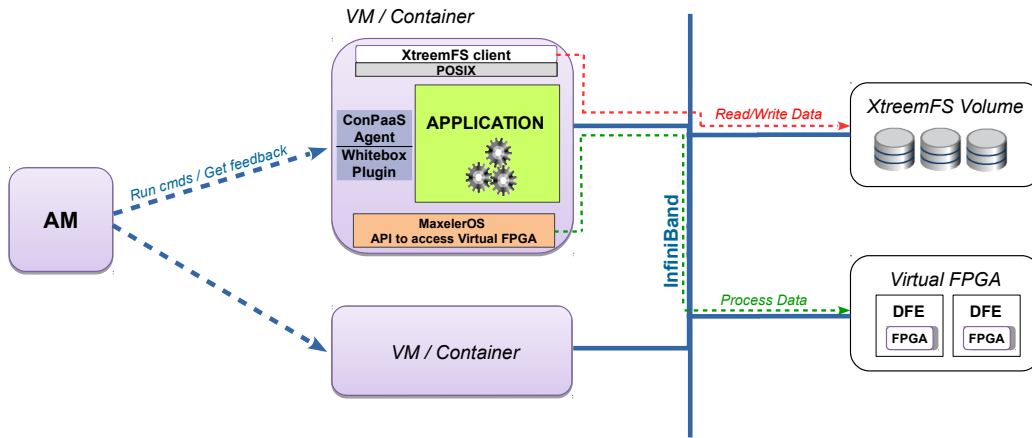 VM / Container
XtreemFS client
POSIX
ConPaaS
Agent
Whitebox
Plugin
APPLICATION
MaxelerOS
API to access Virtual FPGA
AM
Run cmds / Get feedback
VM / Container
InfiniBand
Read/Write Data
XtreemFS Volume
Process Data
Virtual FPGA
DFE
FPGA
DFE
FPGA